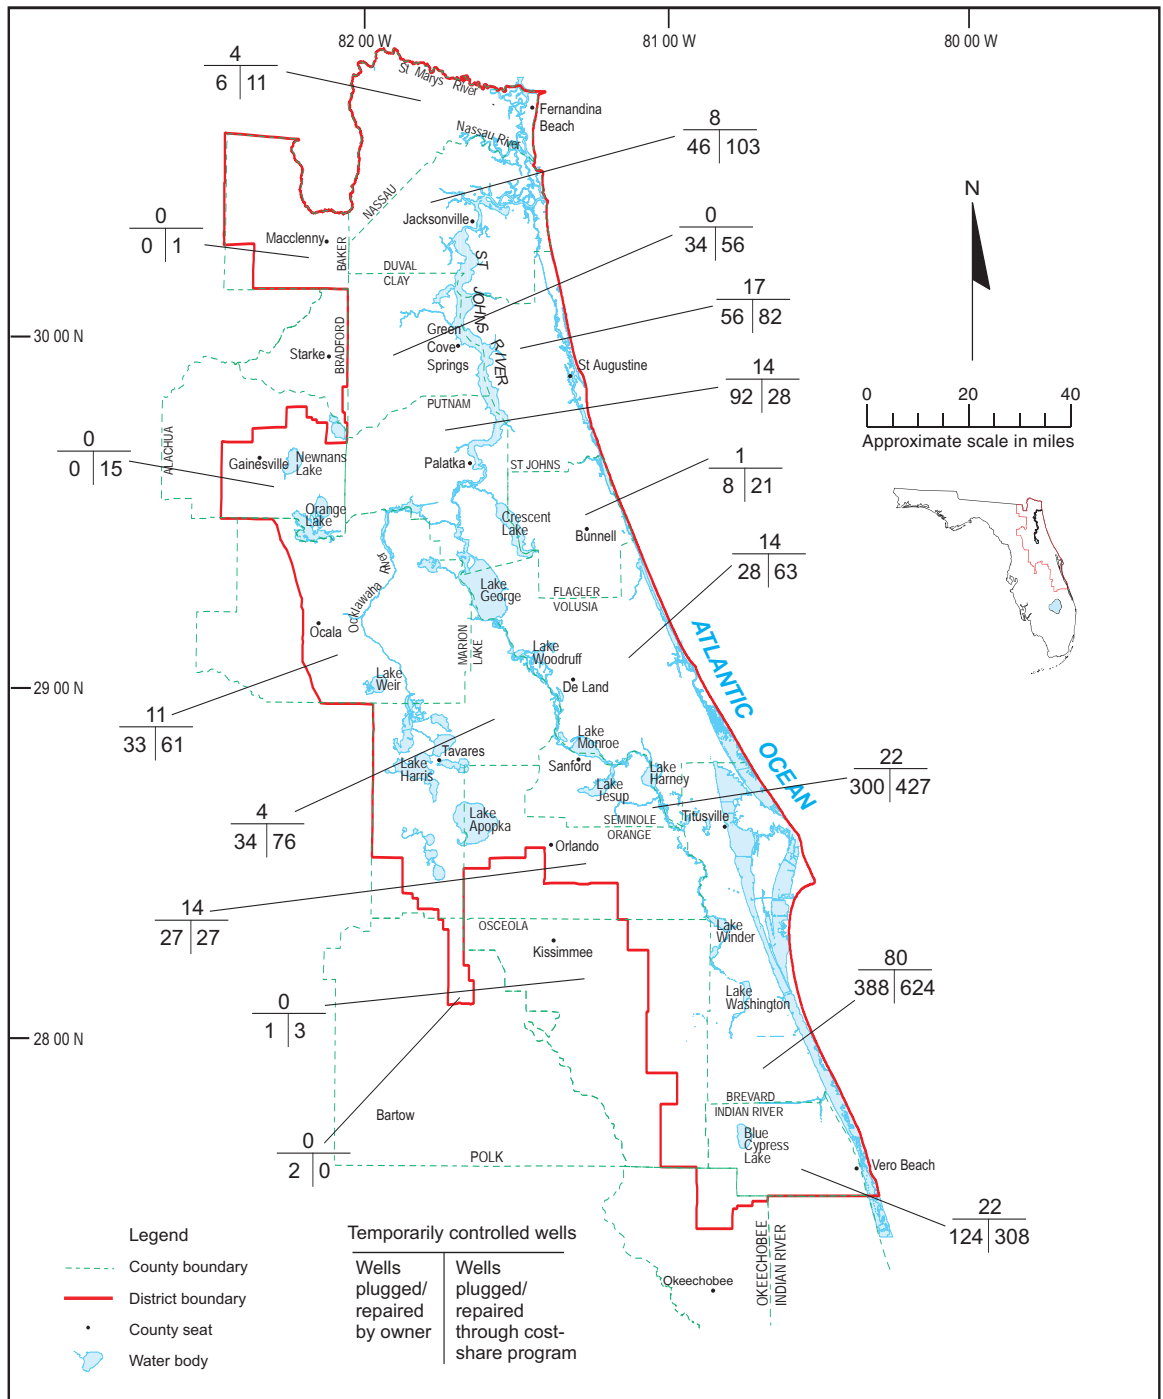 82 00 W
81 00 W
80 00 W
4
6 11
St Marys River
Fernandina
Beach
Nassau River
8
46 103
N
NASSAU
0
0 1
Jacksonville
0
34 56
Macclenny
BAKER
DUVAL
CLAY
ST JOHNS RIVER
17
56 82
30 00 N
Green
Cove
Springs
BRADFORD
Starke
St Augustine
14
92 28
0 20 40
Approximate scale in miles
PUTNAM
ALACHUA
0
0 15
Gainesville
Newnans
Lake
Palatka
ST JOHNS
1
8 21
Orange
Lake
Crescent
Lake
Bunnell
14
28 63
Ocklawaha River
Lake
George
FLAGLER
VOLUSIA
Ocala
MARION
LAKE
Lake
Woodruff
ATLANTIC OCEAN
29 00 N
Lake
Weir
De Land
11
33 61
Lake
Monroe
Tavares
Lake
Harris
Sanford
Lake
Harney
22
300 427
Lake
Jesup
4
34 76
Lake
Apopka
SEMINOLE
ORANGE
Titusville
Orlando
14
27 27
OSCEOLA
Lake
Winder
Kissimmee
80
388 624
Lake
Washington
0
1 3
28 00 N
BREVARD
INDIAN RIVER
Bartow
Blue
Cypress
Lake
0
2 0
POLK
Vero Beach
22
124 308
OKEECHOBEE
INDIAN RIVER
Okeechobee
Legend
County boundary
District boundary
County seat
Water body
Temporarily controlled wells
Wells
plugged/
repaired
by owner
Wells
plugged/
repaired
through cost-
share program